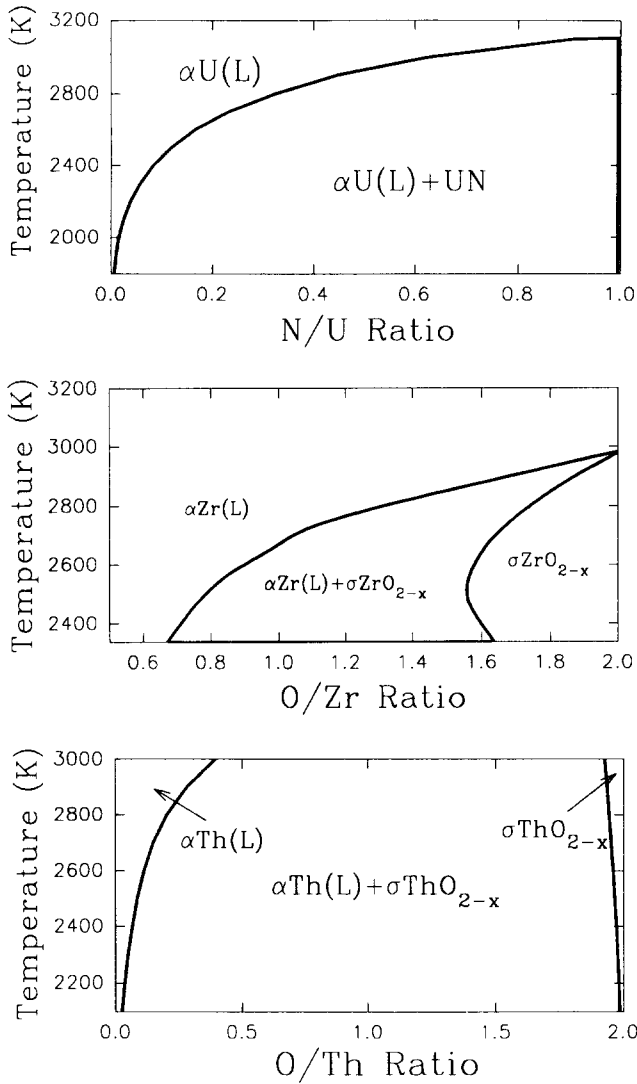 Temperature (K)
3200
2800
2400
2000
αU(L)
αU(L)+UN
0.0 0.2 0.4 0.6 0.8 1.0
N/U Ratio
Temperature (K)
3200
3000
2800
2600
2400
αZr(L)
αZr(L)+σZrO₂₋ₓ
σZrO₂₋ₓ
0.6 0.8 1.0 1.2 1.4 1.6 1.8 2.0
O/Zr Ratio
Temperature (K)
3000
2800
2600
2400
2200
αTh(L)
σThO₂₋ₓ
αTh(L)+σThO₂₋ₓ
0.0 0.5 1.0 1.5 2.0
O/Th Ratio